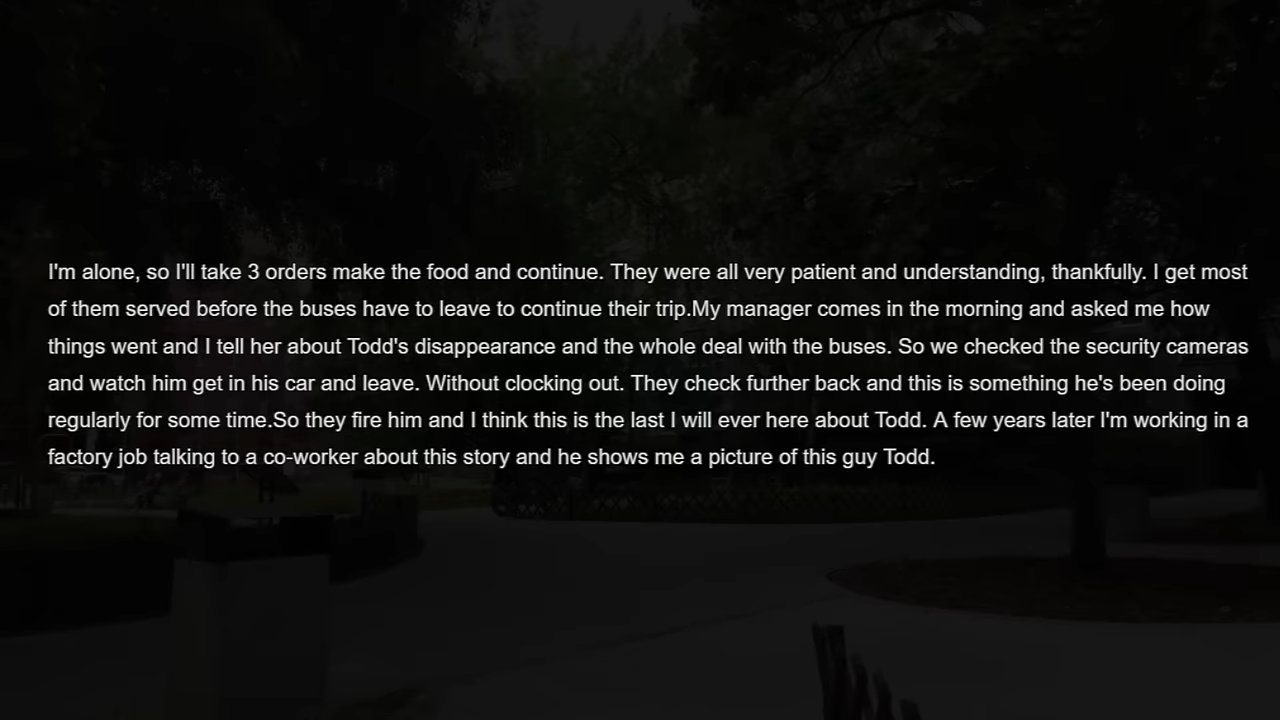 I'm alone, so I'll take 3 orders make the food and continue. They were all very patient and understanding, thankfully. I get most
of them served before the buses have to leave to continue their trip.My manager comes in the morning and asked me how
things went and I tell her about Todd's disappearance and the whole deal with the buses. So we checked the security cameras
and watch him get in his car and leave. Without clocking out. They check further back and this is something he's been doing
regularly for some time.So they fire him and I think this is the last I will ever here about Todd. A few years later I'm working in a
factory job talking to a co-worker about this story and he shows me a picture of this guy Todd.